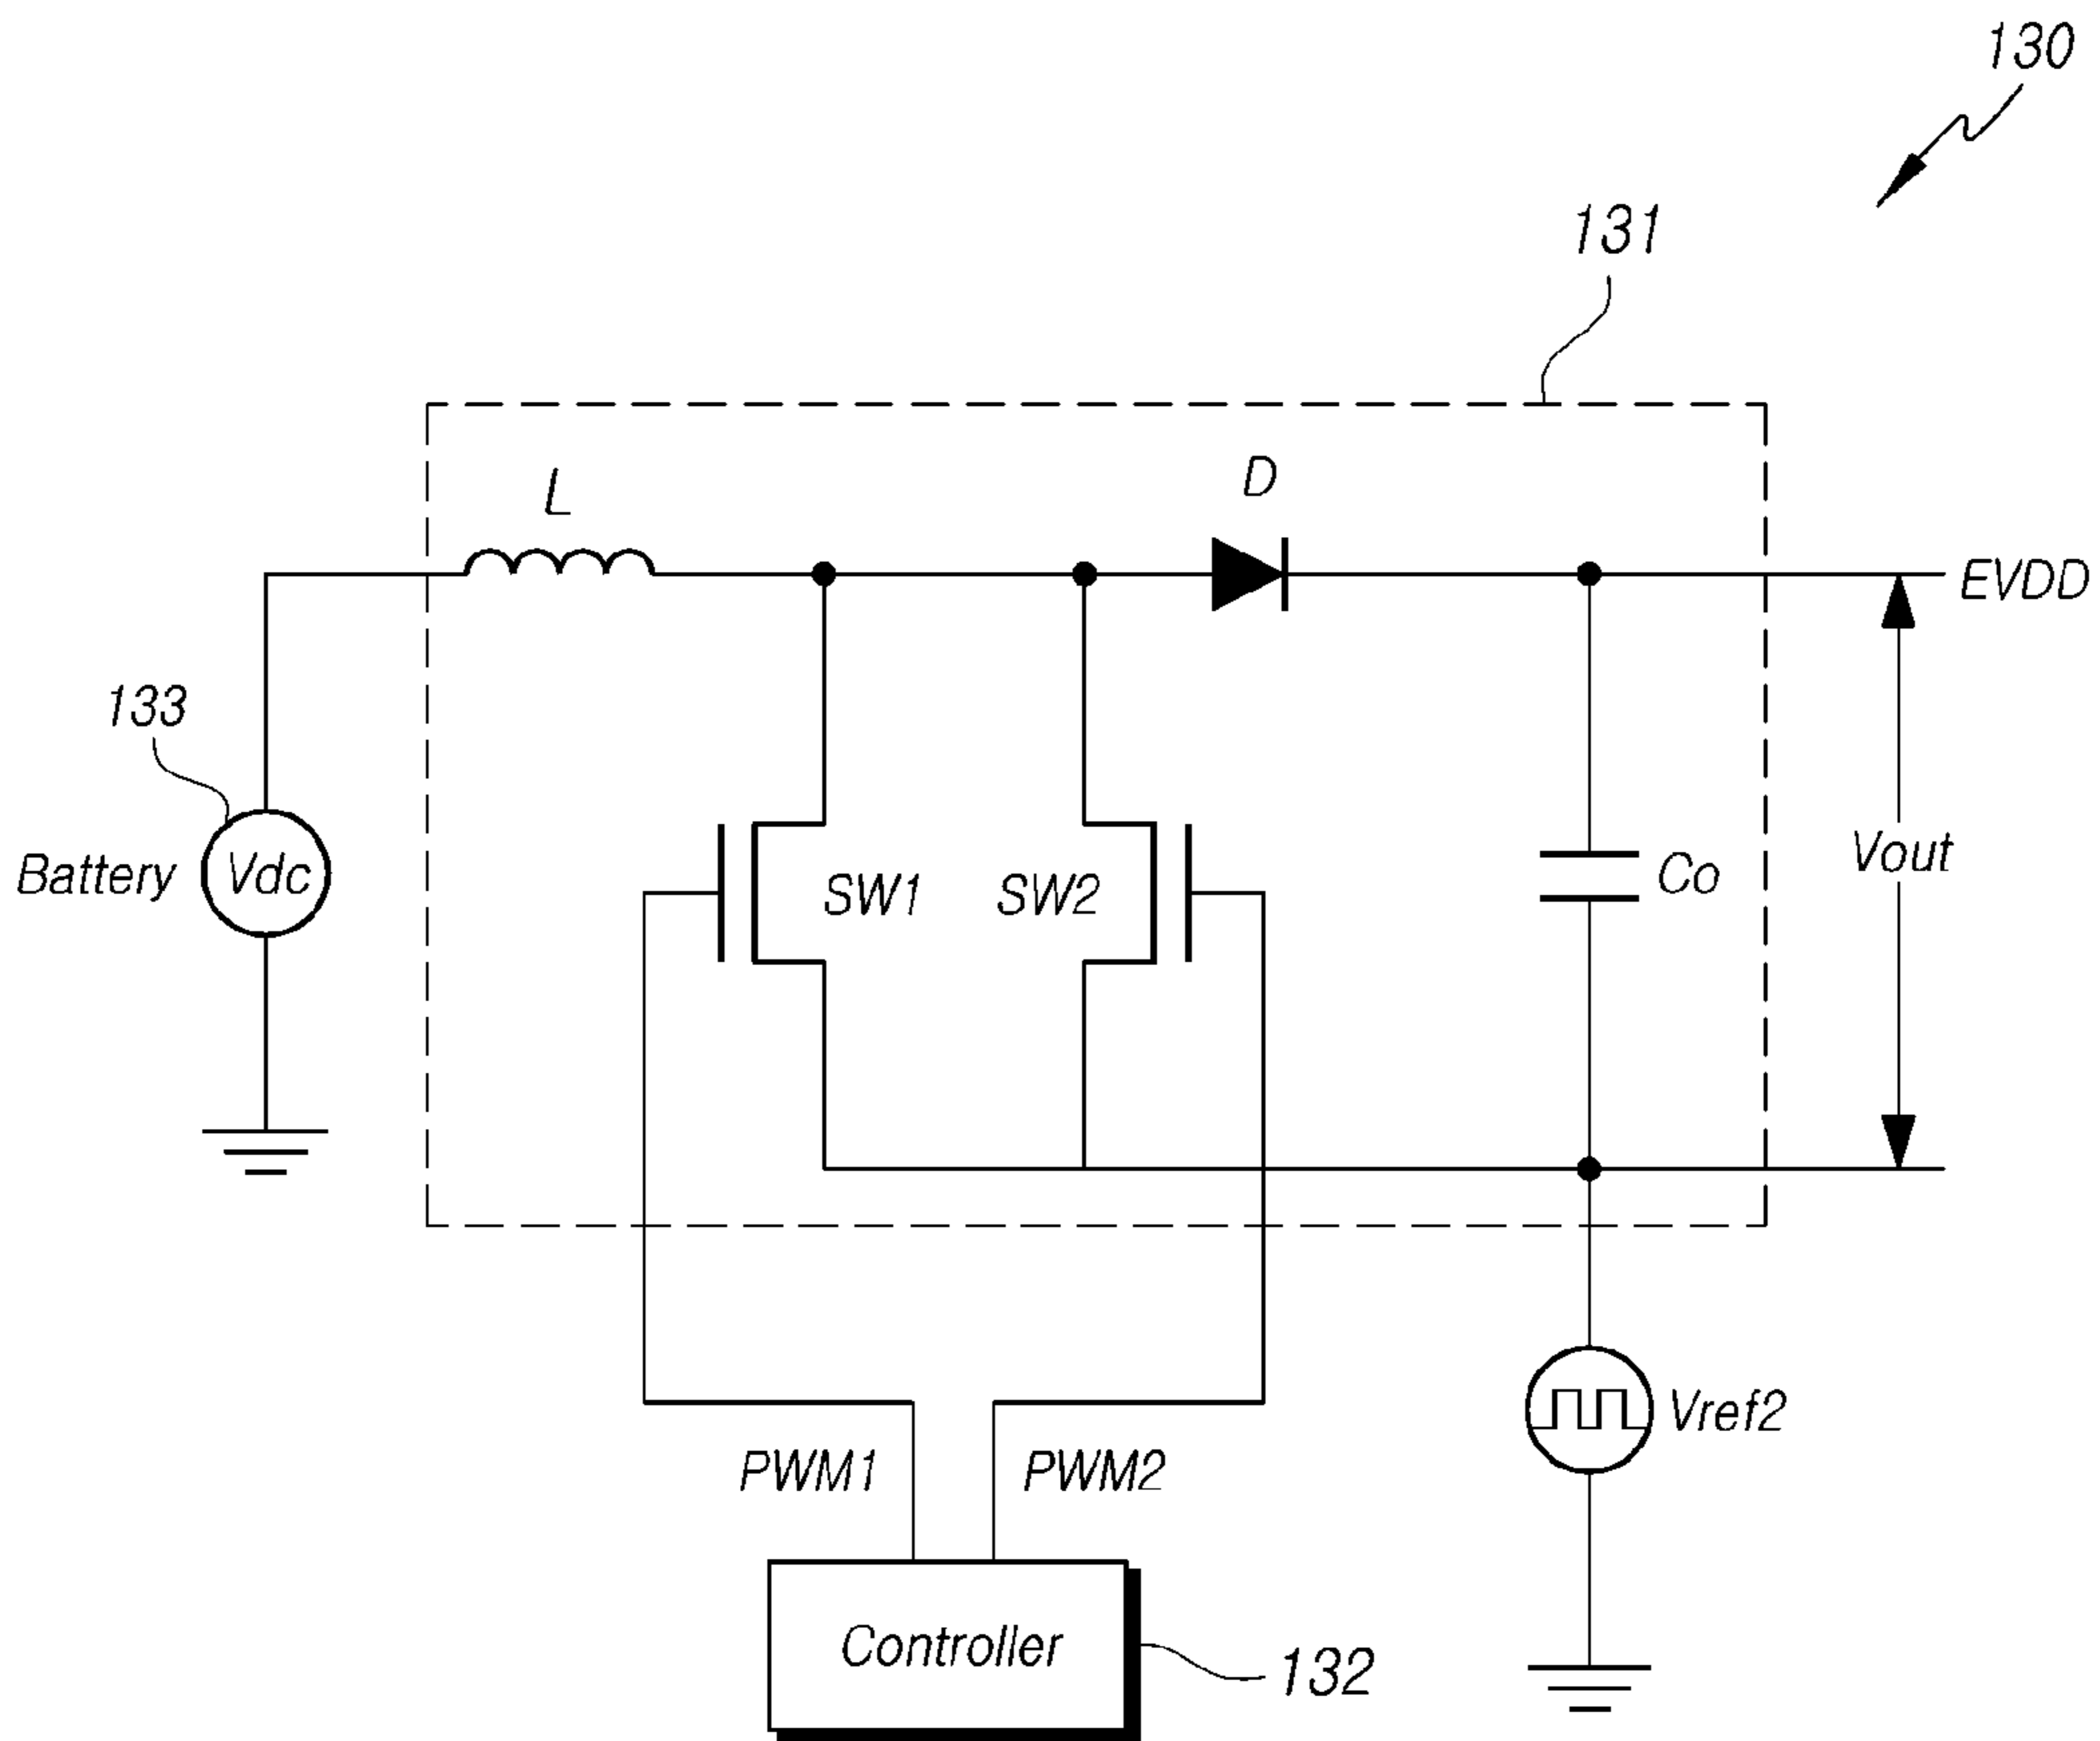 130
131
L
D
EVDD
133
Battery
Vdc
SW1
SW2
Co
Vout
Vref2
PWM1
PWM2
Controller
132